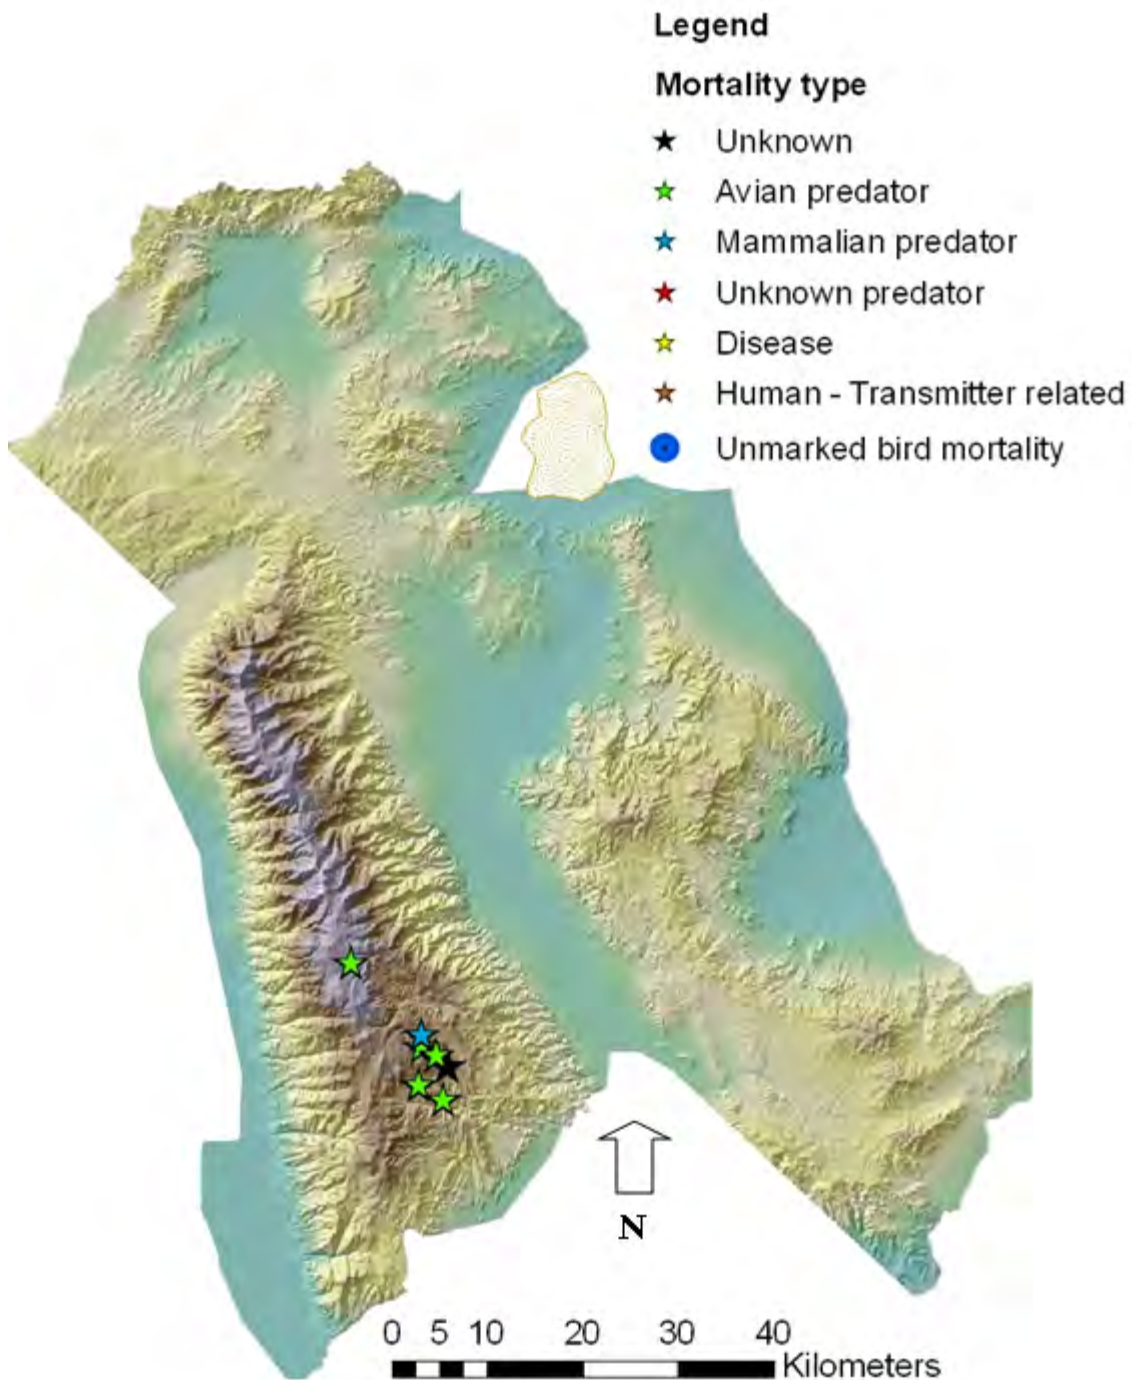 Legend
Mortality type
Unknown
Avian predator
Mammalian predator
Unknown predator
Disease
Human - Transmitter related
Unmarked bird mortality
N
0 5 10 20 30 40
Kilometers